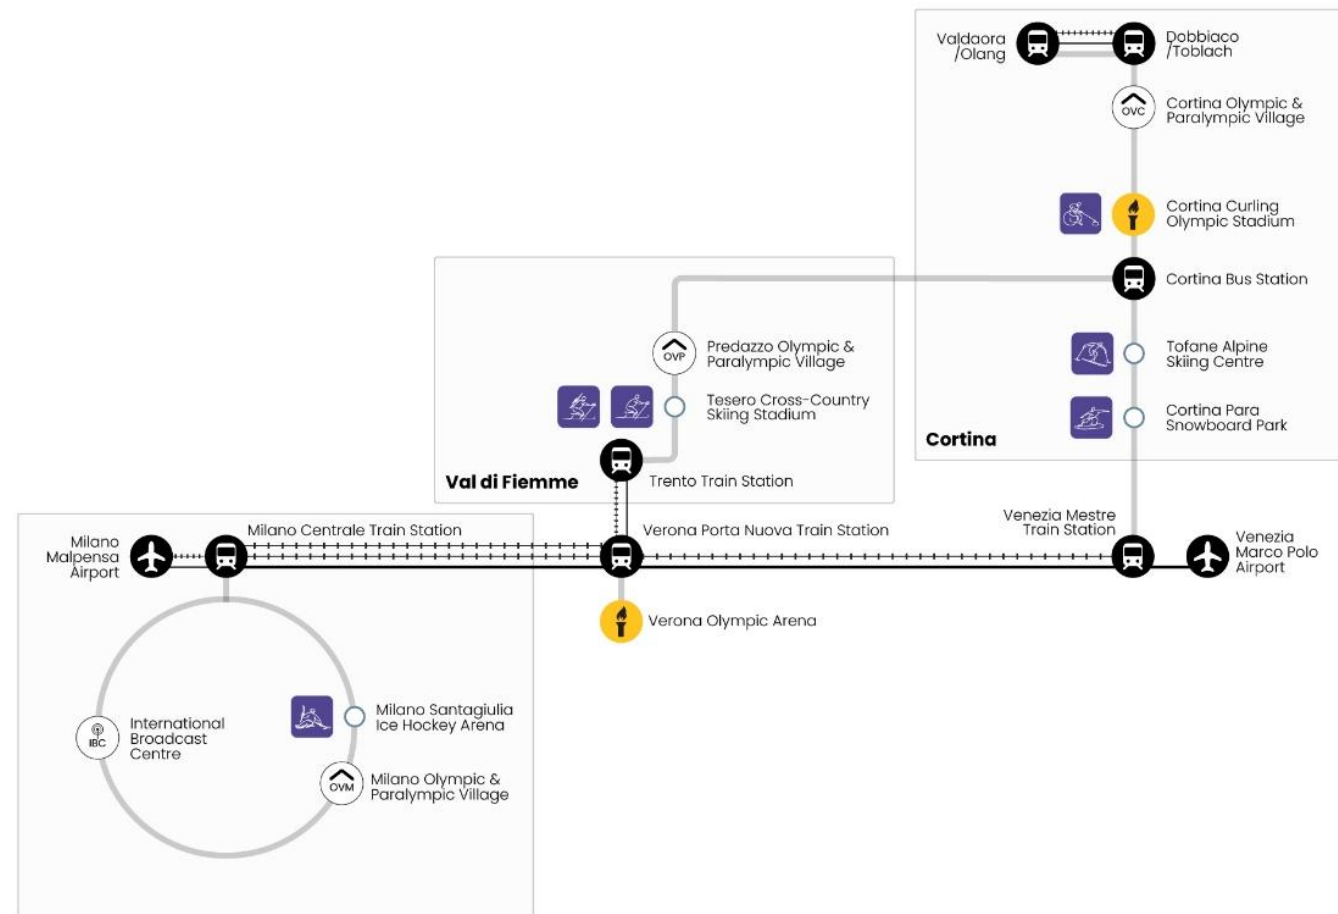 Valdaora
/Olang
Dobbiaco
/Toblach
OVC
Cortina Olympic &
Paralympic Village
Cortina Curling
Olympic Stadium
Cortina Bus Station
Tofane Alpine
Skiing Centre
Cortina Para
Snowboard Park
Cortina
OVP
Predazzo Olympic &
Paralympic Village
Tesero Cross-Country
Skiing Stadium
Val di Fiemme
Trento Train Station
Milano
Malpensa
Airport
Milano Centrale Train Station
Verona Porta Nuova Train Station
Venezia Mestre
Train Station
Venezia
Marco Polo
Airport
Verona Olympic Arena
IBC
International
Broadcast
Centre
Milano Santagiulia
Ice Hockey Arena
OVM
Milano Olympic &
Paralympic Village